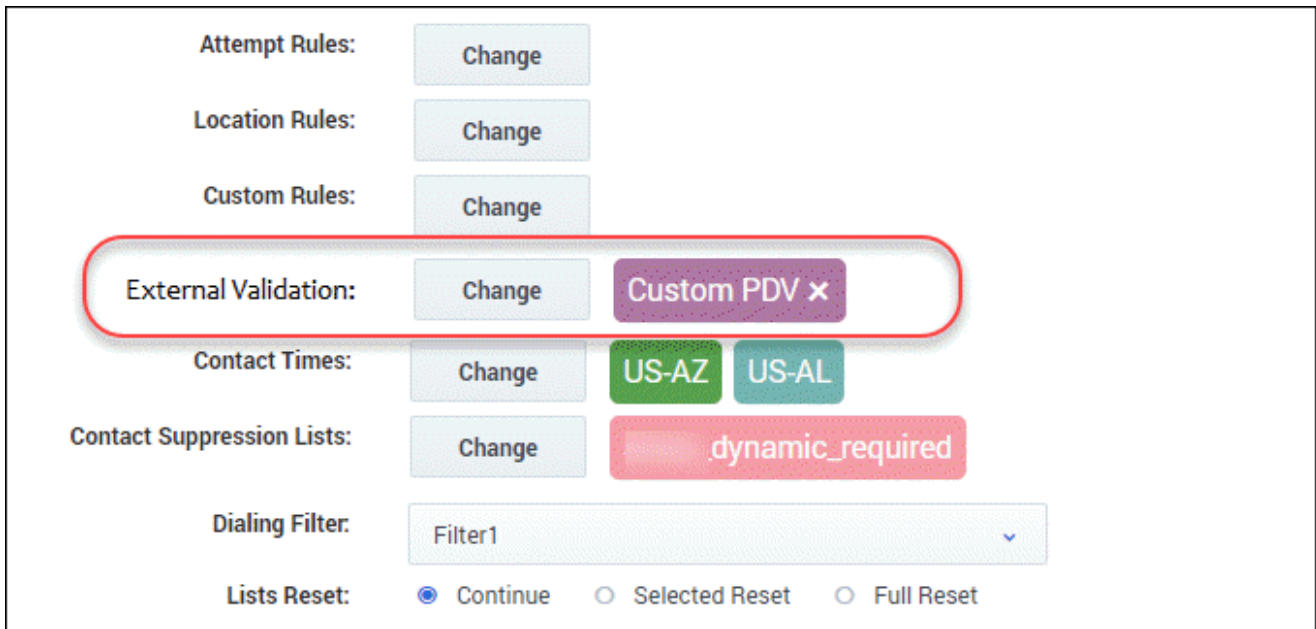 Attempt Rules: Change
Location Rules: Change
Custom Rules: Change
External Validation: Change Custom PDV ×
Contact Times: Change US-AZ US-AL
Contact Suppression Lists: Change _dynamic_required
Dialing Filter: Filter1
Lists Reset: Continue Selected Reset Full Reset